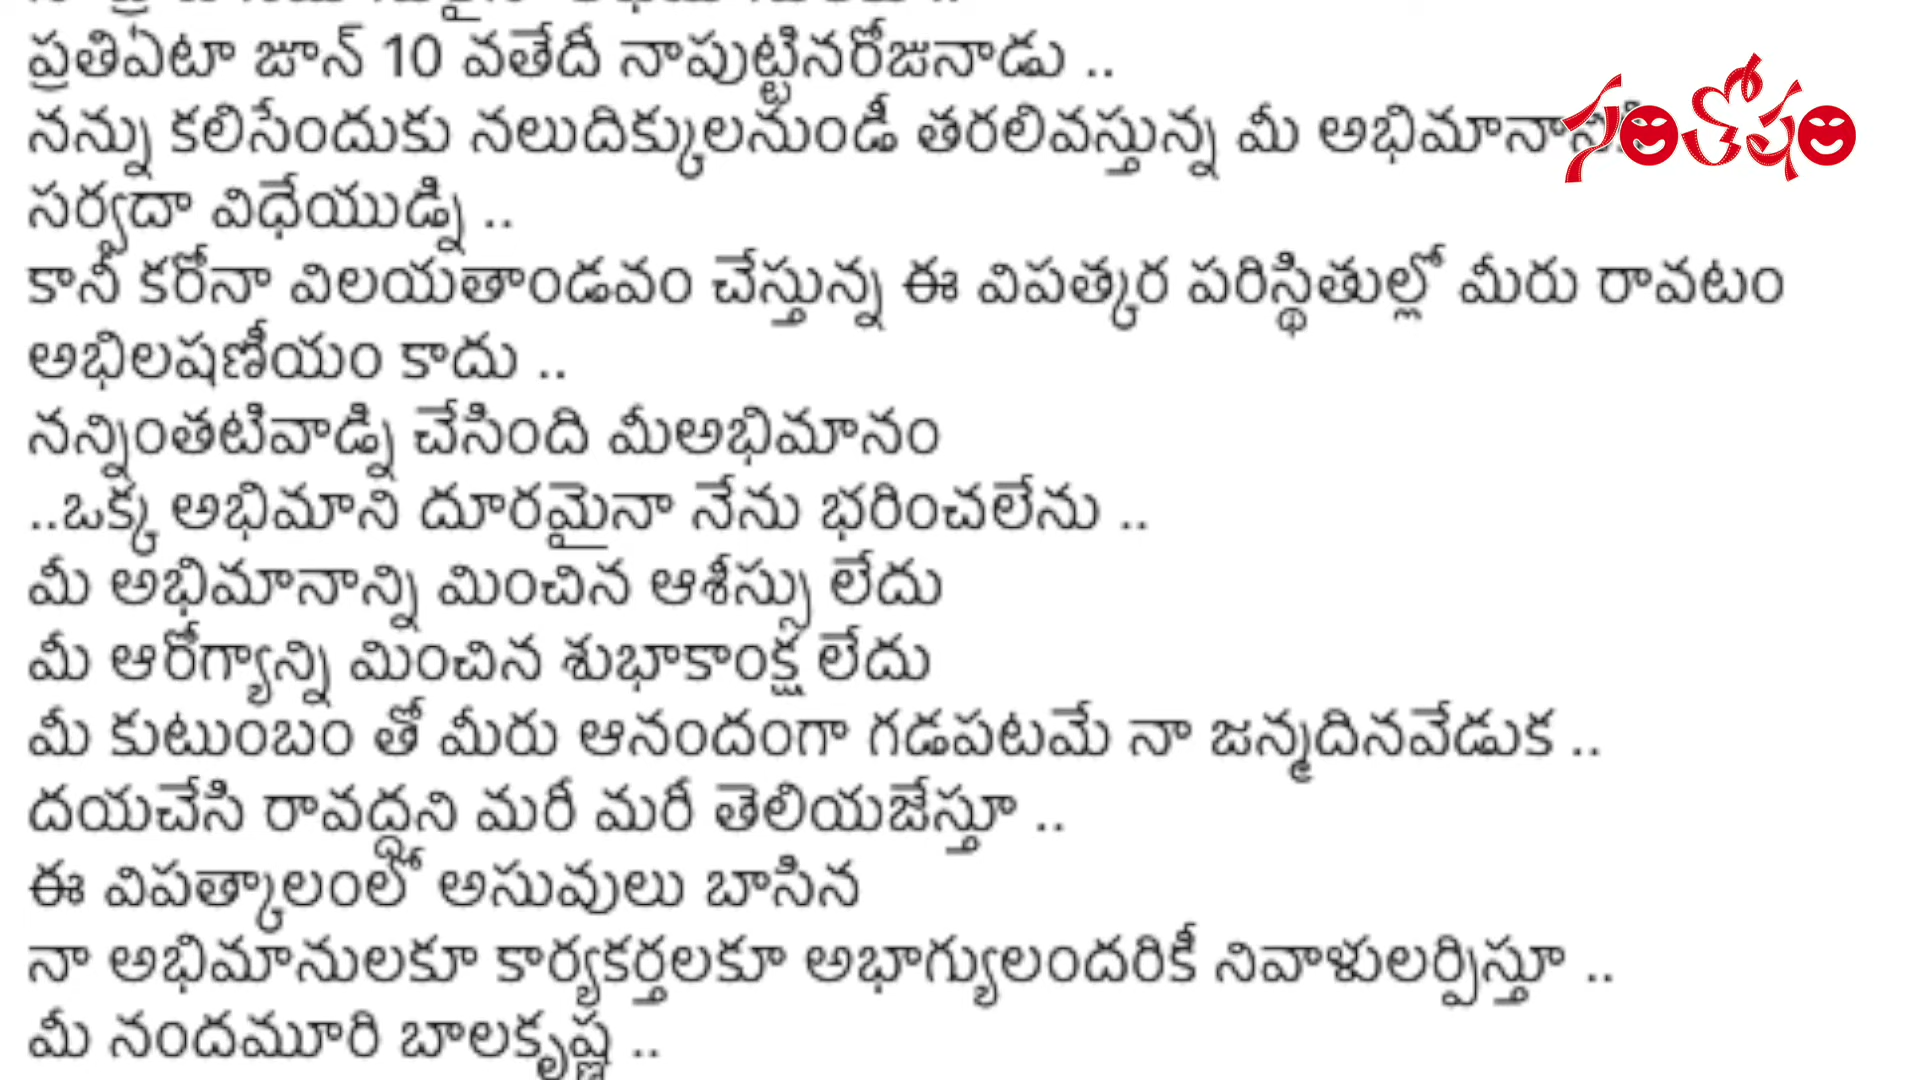 ప్రతిఏటా జూన్ 10 వతేదీ నాపుట్టినరోజునాడు ..
నన్ను కలిసేందుకు నలుదిక్కులనుండీ తరలివస్తున్న మీ
సంతోషం
సర్వదా విధేయుడ్ని ..
కానీ కరోనా విలయతాండవం చేస్తున్న ఈ విపత్కర పరిస్థితుల్లో మీరు రావటం
అభిలషణీయం కాదు ..
నన్నింతటివాడ్ని చేసింది మీఅభిమానం
..ఒక్క అభిమాని దూరమైనా నేను భరించలేను ..
మీ అభిమానాన్ని మించిన ఆశీస్సు లేదు
మీ ఆరోగ్యాన్ని మించిన శుభాకాంక్ష లేదు
మీ కుటుంబం తో మీరు ఆనందంగా గడపటమే నా జన్మదినవేడుక ..
దయచేసి రావద్దని మరీ మరీ తెలియజేస్తూ ..
ఈ విపత్కాలంలో అసువులు బాసిన
నా అభిమానులకూ కార్యకర్తలకూ అభాగ్యులందరికీ నివాళులర్పిస్తూ ..
మీ నందమూరి బాలకృష్ణ ..